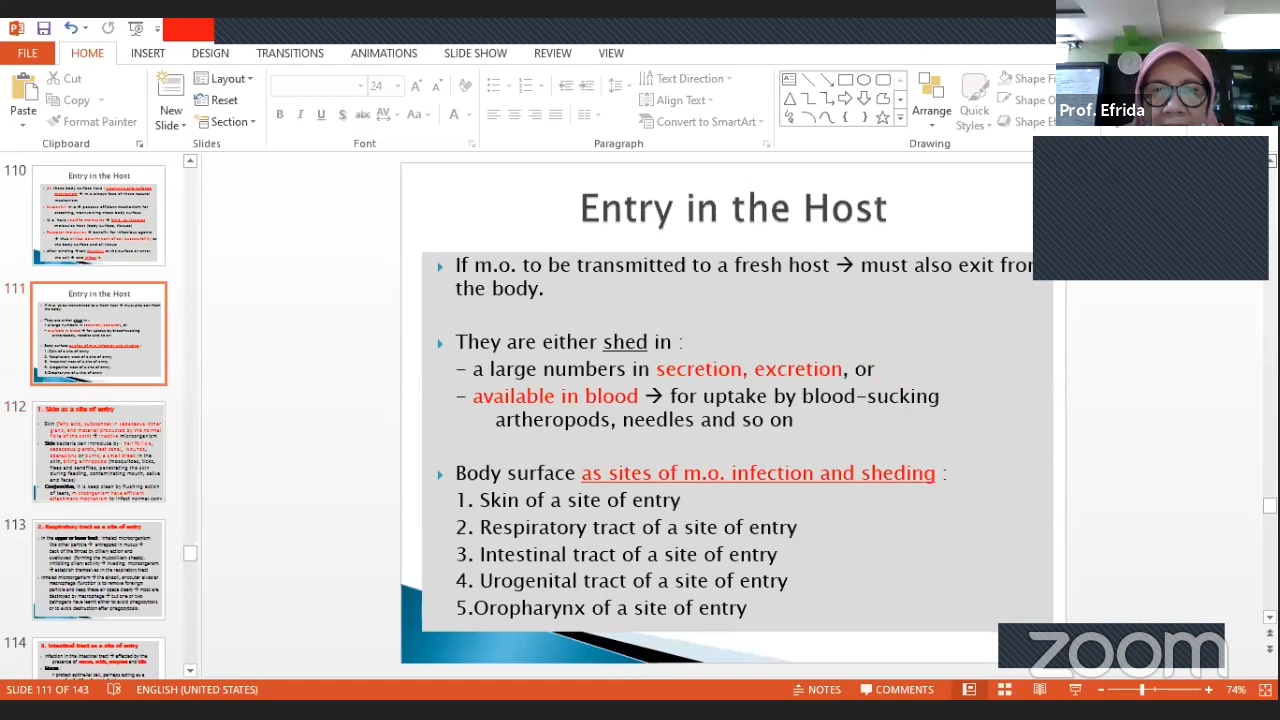 FILE HOME INSERT DESIGN TRANSITIONS ANIMATIONS SLIDE SHOW REVIEW VIEW
Paste
Cut
Copy
Format Painter
Clipboard
New
Slide
Layout
Reset
Section
Slides
Font
Text Direction
Align Text
Convert to SmartArt
Paragraph
Arrange
Quick
Styles
Shape F
Shape O
Shape E
Drawing
Prof. Efrida
110
Entry in the Host
111
Entry in the Host
112
1. Skin as a site of entry
113
2. Respiratory tract as a site of entry
114
3. Intestinal tract as a site of entry
Entry in the Host
If m.o. to be transmitted to a fresh host → must also exit from
the body.
They are either shed in :
- a large numbers in secretion, excretion, or
- available in blood → for uptake by blood-sucking
artheropods, needles and so on
Body surface as sites of m.o. infection and sheding :
1. Skin of a site of entry
2. Respiratory tract of a site of entry
3. Intestinal tract of a site of entry
4. Urogenital tract of a site of entry
5.Oropharynx of a site of entry
zoom
SLIDE 111 OF 143 ENGLISH (UNITED STATES) NOTES COMMENTS 74%